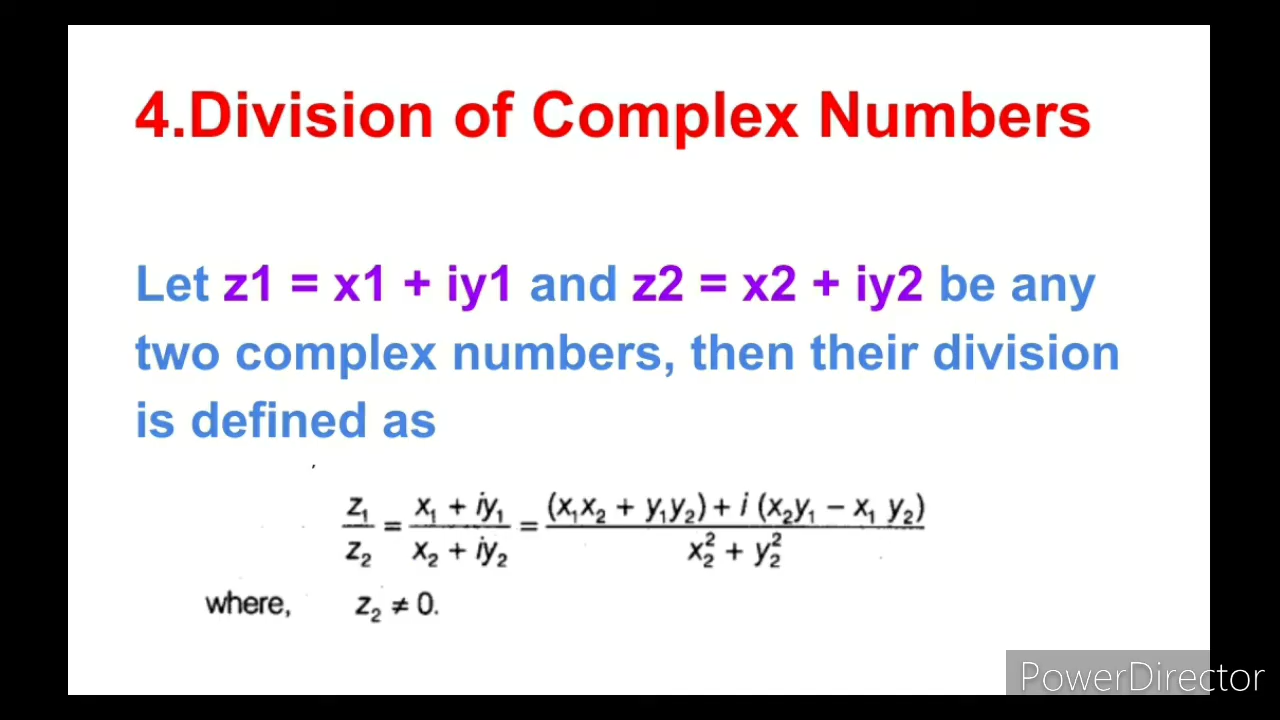 4.Division of Complex Numbers
Let z1 = x1 + iy1 and z2 = x2 + iy2 be any
two complex numbers, then their division
is defined as
z₁/z₂ = (x₁ + iy₁)/(x₂ + iy₂) = ((x₁x₂ + y₁y₂) + i (x₂y₁ − x₁ y₂))/(x₂² + y₂²)
where, z₂ ≠ 0.
PowerDirector